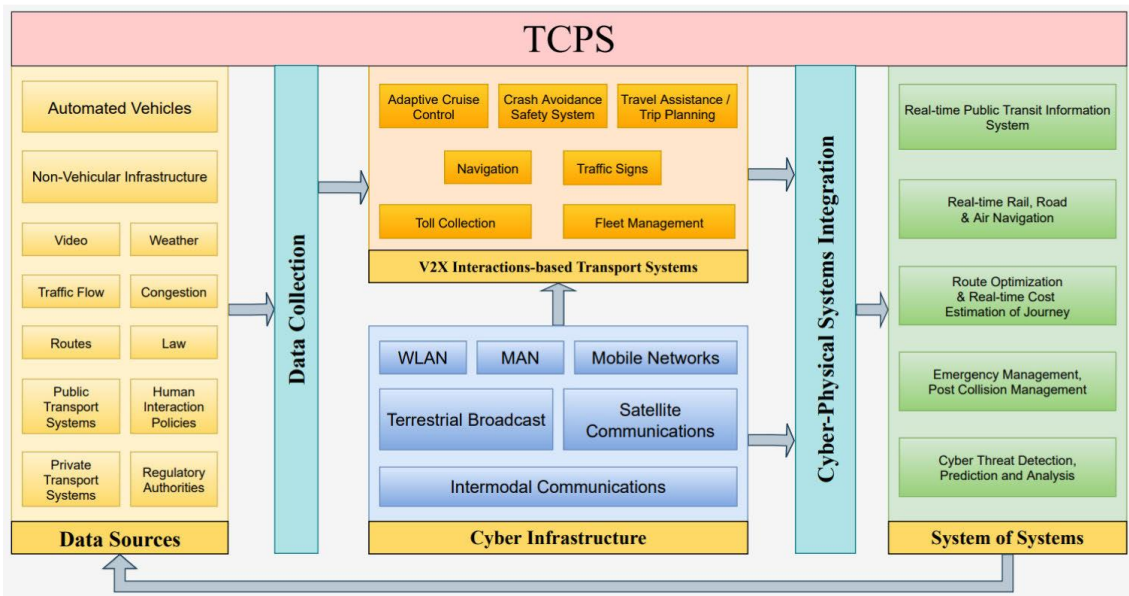 TCPS
Automated Vehicles
Non-Vehicular Infrastructure
Video
Weather
Traffic Flow
Congestion
Routes
Law
Public
Transport
Systems
Human
Interaction
Policies
Private
Transport
Systems
Regulatory
Authorities
Data Sources
Data Collection
Adaptive Cruise
Control
Crash Avoidance
Safety System
Travel Assistance /
Trip Planning
Navigation
Traffic Signs
Toll Collection
Fleet Management
V2X Interactions-based Transport Systems
WLAN
MAN
Mobile Networks
Terrestrial Broadcast
Satellite
Communications
Intermodal Communications
Cyber Infrastructure
Cyber-Physical Systems Integration
Real-time Public Transit Information
System
Real-time Rail, Road
& Air Navigation
Route Optimization
& Real-time Cost
Estimation of Journey
Emergency Management,
Post Collision Management
Cyber Threat Detection,
Prediction and Analysis
System of Systems